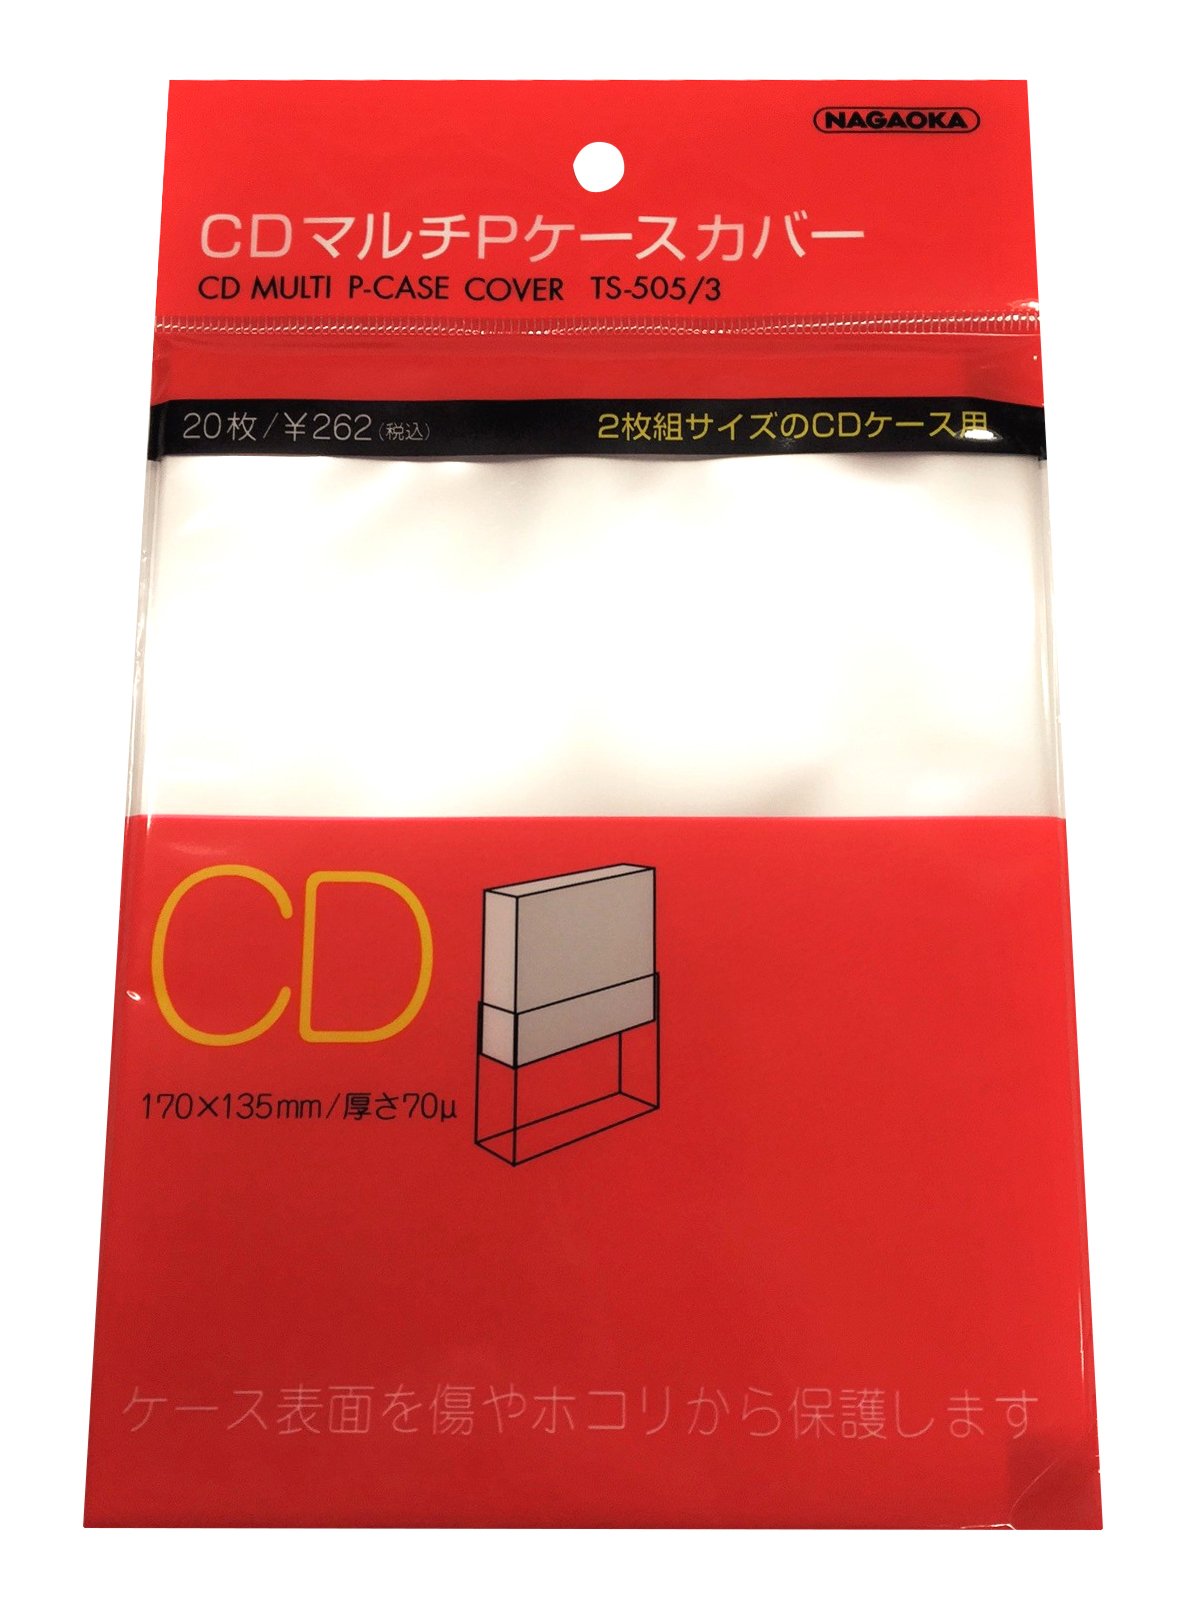 NAGAOKA
CDマルチPケースカバー
CD MULTI P-CASE COVER TS-505/3
20枚/¥262(税込)
2枚組サイズのCDケース用
CD
170×135mm/厚さ70μ
ケース表面を傷やホコリから保護します